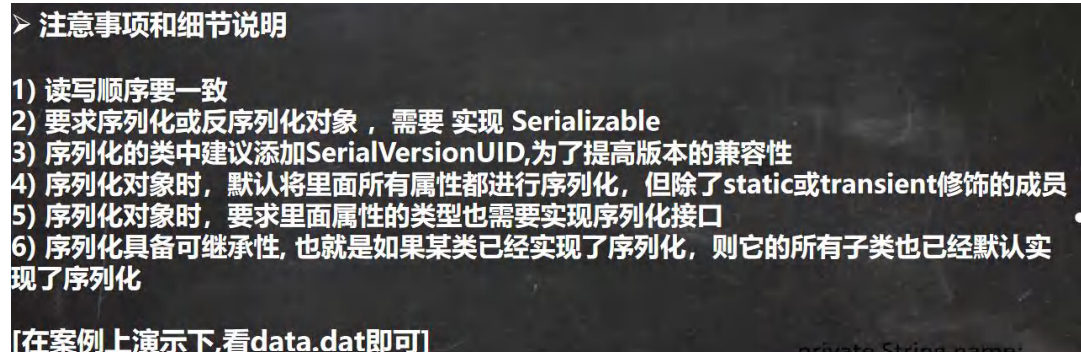 ➢ 注意事项和细节说明
1) 读写顺序要一致
2) 要求序列化或反序列化对象 ，需要 实现 Serializable
3) 序列化的类中建议添加SerialVersionUID,为了提高版本的兼容性
4) 序列化对象时，默认将里面所有属性都进行序列化，但除了static或transient修饰的成员
5) 序列化对象时，要求里面属性的类型也需要实现序列化接口
6) 序列化具备可继承性, 也就是如果某类已经实现了序列化，则它的所有子类也已经默认实
现了序列化
[在案例上演示下,看data.dat即可]
private String name;